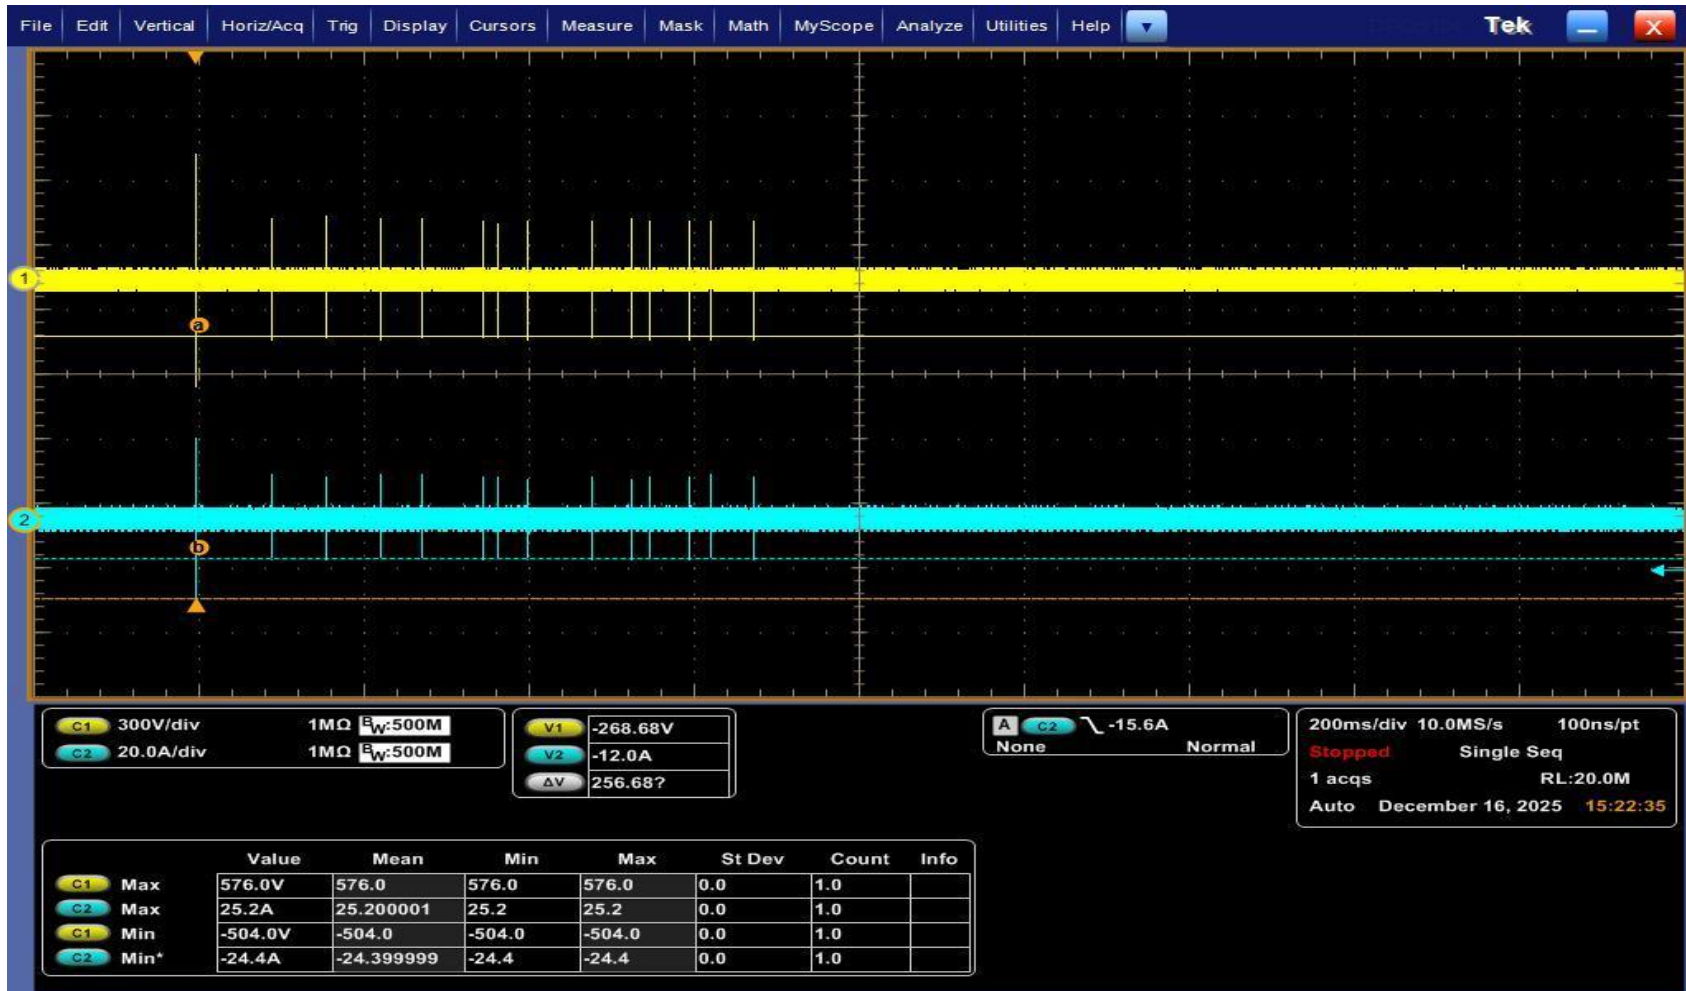 File Edit Vertical Horiz/Acq Trig Display Cursors Measure Mask Math MyScope Analyze Utilities Help Tek X
1
a
2
b
C1 300V/div 1MΩ BW:500M
C2 20.0A/div 1MΩ BW:500M
V1 -268.68V
V2 -12.0A
ΔV 256.68?
A C2 -15.6A
None Normal
200ms/div 10.0MS/s 100ns/pt
Stopped Single Seq
1 acqs RL:20.0M
Auto December 16, 2025 15:22:35
Value Mean Min Max St Dev Count Info
C1 Max 576.0V 576.0 576.0 576.0 0.0 1.0
C2 Max 25.2A 25.200001 25.2 25.2 0.0 1.0
C1 Min -504.0V -504.0 -504.0 -504.0 0.0 1.0
C2 Min* -24.4A -24.399999 -24.4 -24.4 0.0 1.0